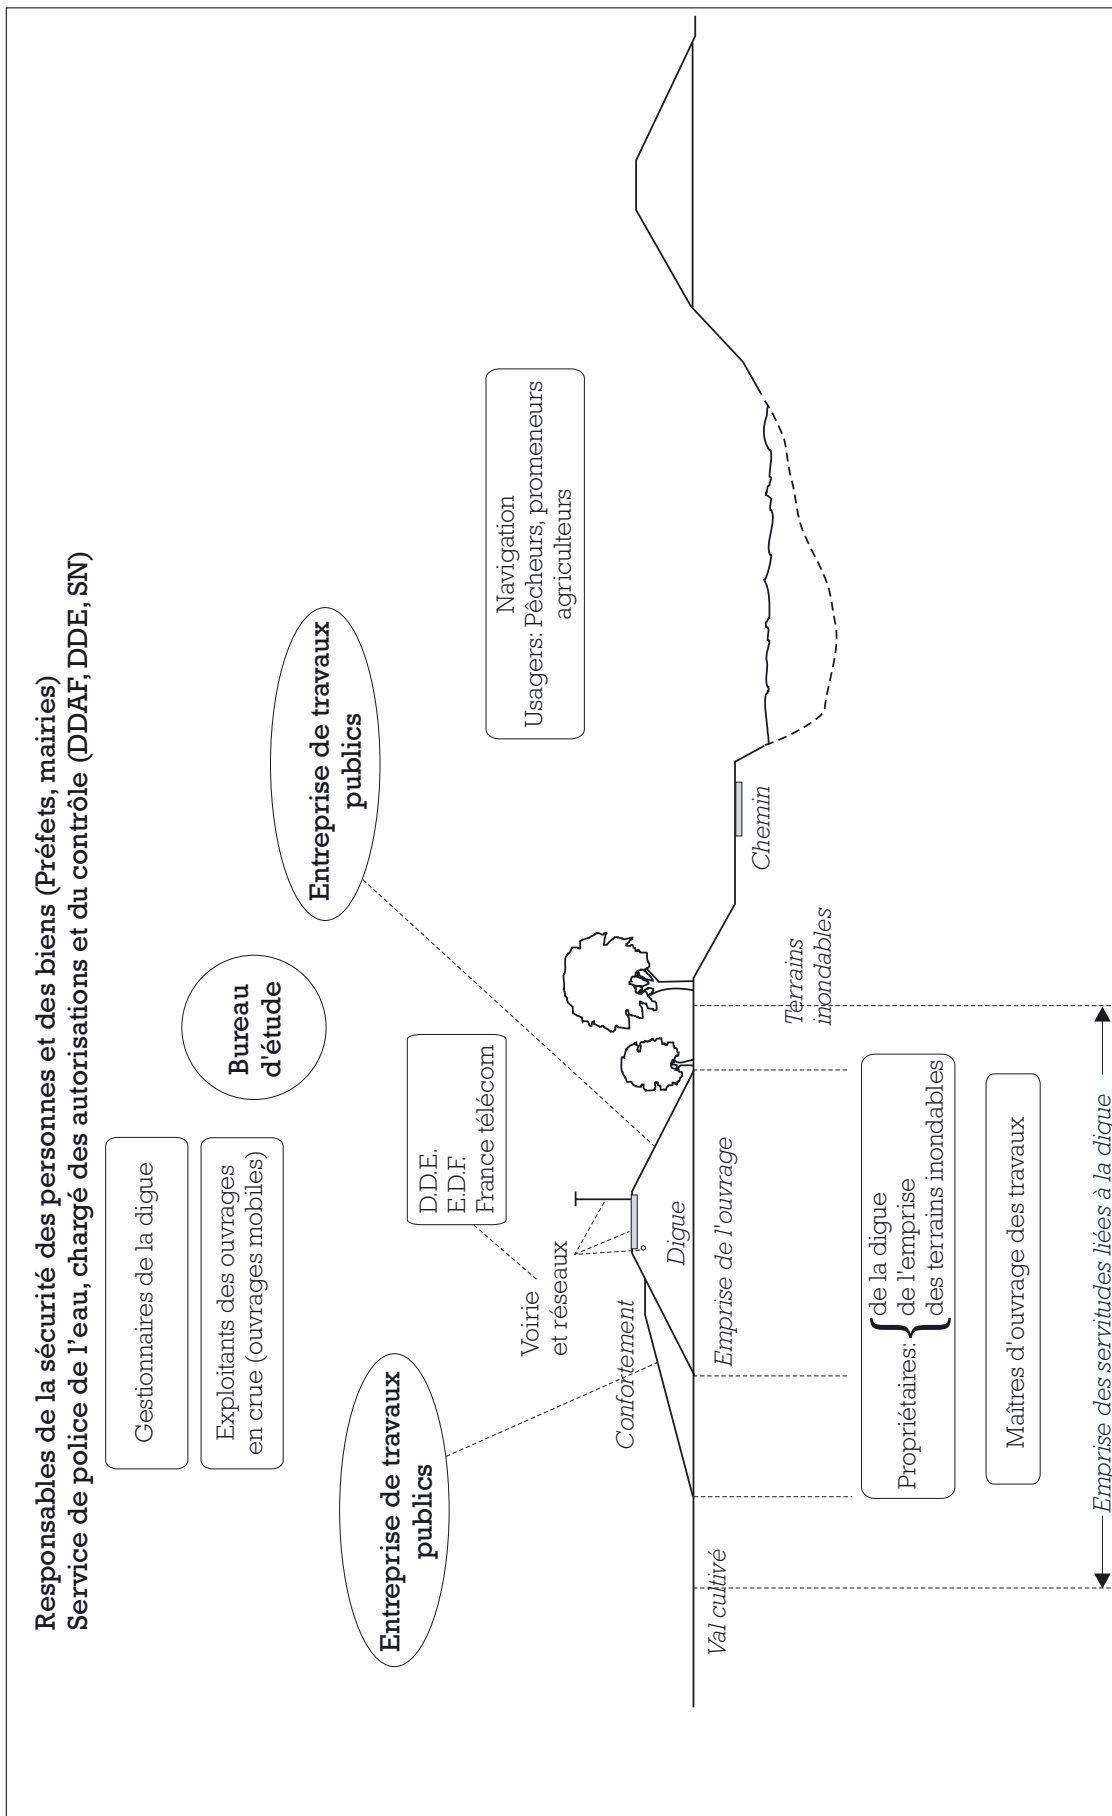 Responsables de la sécurité des personnes et des biens (Préfets, mairies)
Service de police de l'eau, chargé des autorisations et du contrôle (DDAF, DDE, SN)
Gestionnaires de la digue
Exploitants des ouvrages
en crue (ouvrages mobiles)
Bureau
d'étude
Entreprise de travaux
publics
Entreprise de travaux
publics
D.D.E.
E.D.F.
France télécom
Navigation
Usagers: Pêcheurs, promeneurs
agriculteurs
Voirie
et réseaux
Confortement
Digue
Val cultivé
Emprise de l'ouvrage
Terrains
inondables
Chemin
Propriétaires:
de la digue
de l'emprise
des terrains inondables
Maîtres d'ouvrage des travaux
Emprise des servitudes liées à la digue